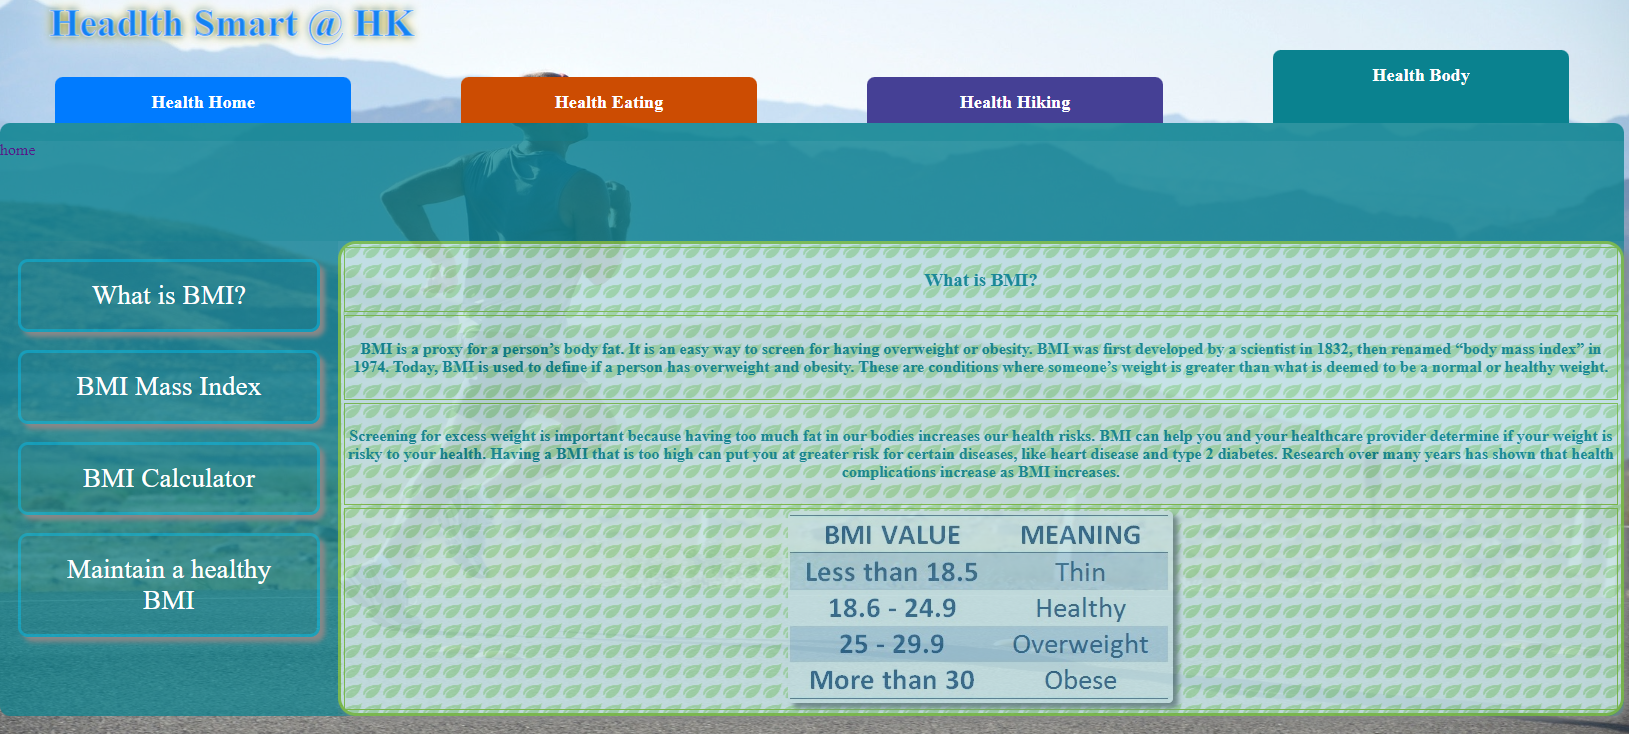 Headlth Smart @ HK
Health Home
Health Eating
Health Hiking
Health Body
home
What is BMI?
BMI Mass Index
BMI Calculator
Maintain a healthy
BMI
What is BMI?
BMI is a proxy for a person’s body fat. It is an easy way to screen for having overweight or obesity. BMI was first developed by a scientist in 1832, then renamed “body mass index” in
1974. Today, BMI is used to define if a person has overweight and obesity. These are conditions where someone’s weight is greater than what is deemed to be a normal or healthy weight.
Screening for excess weight is important because having too much fat in our bodies increases our health risks. BMI can help you and your healthcare provider determine if your weight is
risky to your health. Having a BMI that is too high can put you at greater risk for certain diseases, like heart disease and type 2 diabetes. Research over many years has shown that health
complications increase as BMI increases.
BMI VALUE MEANING
Less than 18.5 Thin
18.6 - 24.9 Healthy
25 - 29.9 Overweight
More than 30 Obese